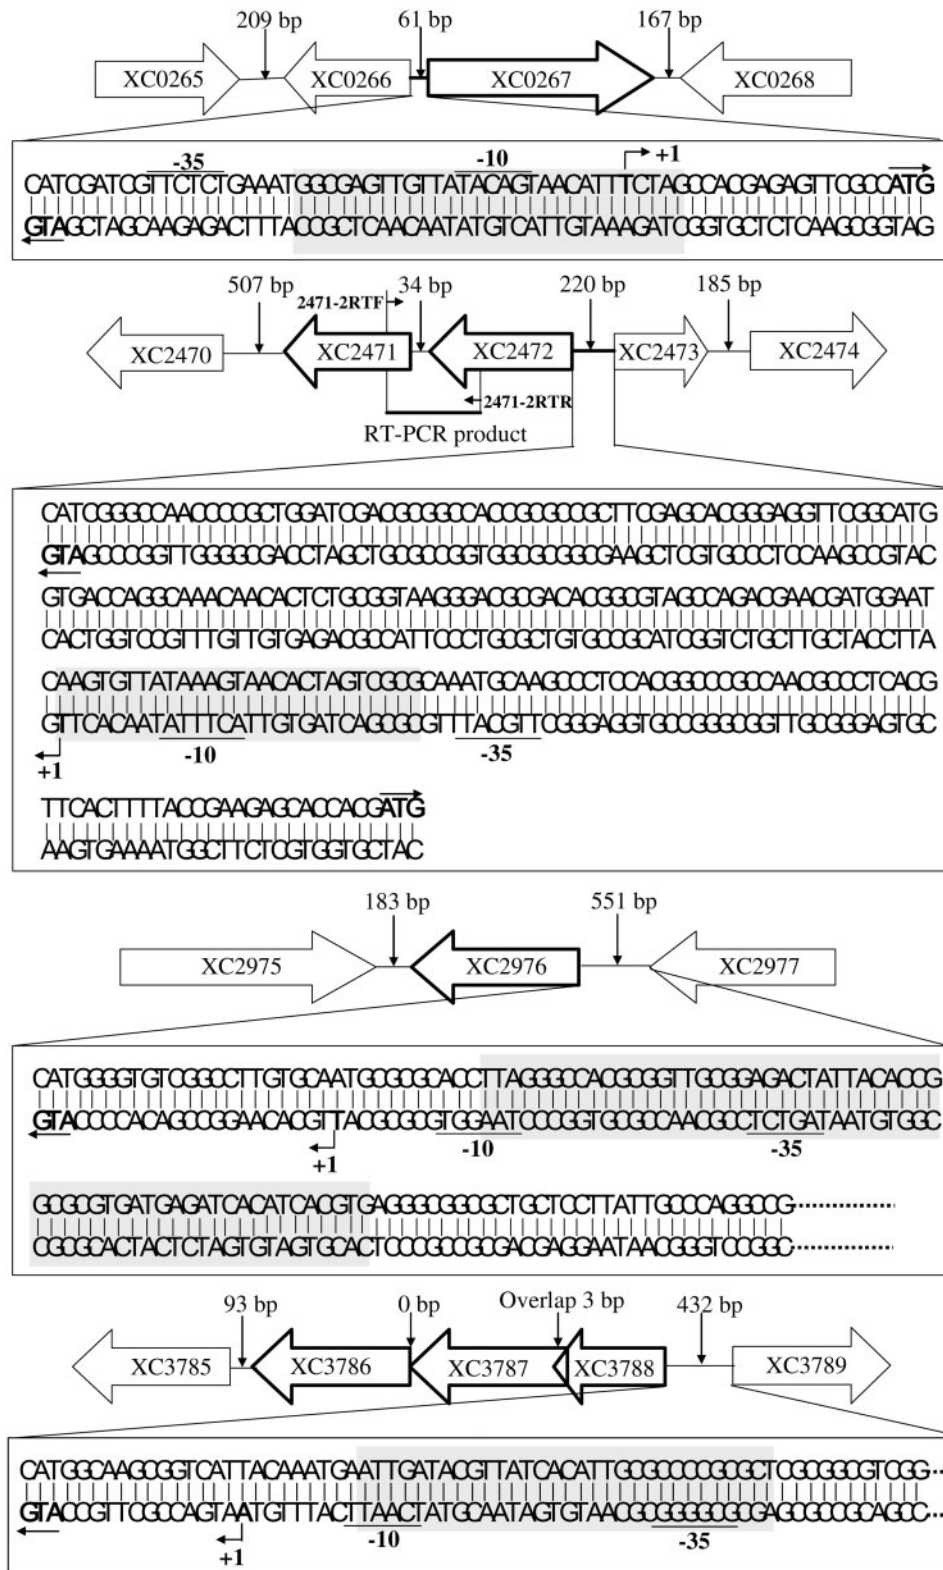 209 bp 61 bp 167 bp
XC0265 XC0266 XC0267 XC0268
-35 -10 +1
CATCGATCGTTCTCTGAAATGGCGAGTTGTTATACAGTAACATTTCTAGCCACGAGAGTTCGCCATG
GTAGCTAGCAAGAGACTTTACCGCTCAACAATATGTCATTGTAAAGATCGGTGCTCTCAAGCGGTAG
507 bp 2471-2RTF 34 bp 220 bp 185 bp
XC2470 XC2471 XC2472 XC2473 XC2474
2471-2RTR
RT-PCR product
CATCGGGCCAACCCCGCTGGATCGACGCGGCCACCGCGCCGCTTCGAGCACGGGAGGTTCGGCATG
GTAGCCCGGTTGGGGCGACCTAGCTGCGCCGGTGGCGCGGCGAAGCTCGTGCCCTCCAAGCCGTAC
GTGACCAGGCAAACAACACTCTGCGGTAAGGGACGCGACACGGCGTAGCCAGACGAACGATGGAAT
CACTGGTCCGTTTGTTGTGAGACGCCATTCCCTGCGCTGTGCCGCATCGGTCTGCTTGCTACCTTA
CAAGTGTTATAAAGTAACACTAGTCGCGCAAATGCAAGCCCTCCACGGCCCGCCAACGCCCTCACG
GTTCACAATATTTCATTGTGATCAGCGCGTTTACGTTCGGGAGGTGCCGGGCGGTTGCGGGAGTGC
+1 -10 -35
TTCACTTTTACCGAAGAGCACCACGATG
AAGTGAAAATGGCTTCTCGTGGTGCTAC
183 bp 551 bp
XC2975 XC2976 XC2977
CATGGGGTGTCGGCCTTGTGCAATGCGCGCACCTTAGGGGCCACGCGGTTGCGGAGACTATTACACCG
GTACCCCACAGCCGGAACACGTTACGCGCGTGGAATCCCCGGTGCGCCAACGCCTCTGATAATGTGGC
+1 -10 -35
GCGCGTGATGAGATCACATCACGTGAGGGCGGCGCTGCTCCTTATTGCCCAGGCCG
CGCGCACTACTCTAGTGTAGTGCACTCCCGCCGCGACGAGGAATAACGGGTCCGGC
93 bp 0 bp Overlap 3 bp 432 bp
XC3785 XC3786 XC3787 XC3788 XC3789
CATGGCAAGCGGTCATTACAAATGAATTGATACGTTATCACATTGCGCCCCGCGCTCGCGGCGTCGG
GTACCGTTCGCCAGTAATGTTTACTTAACTATGCAATAGTGTAACGCGGGGCGCGAGCGCCGCAGCC
+1 -10 -35